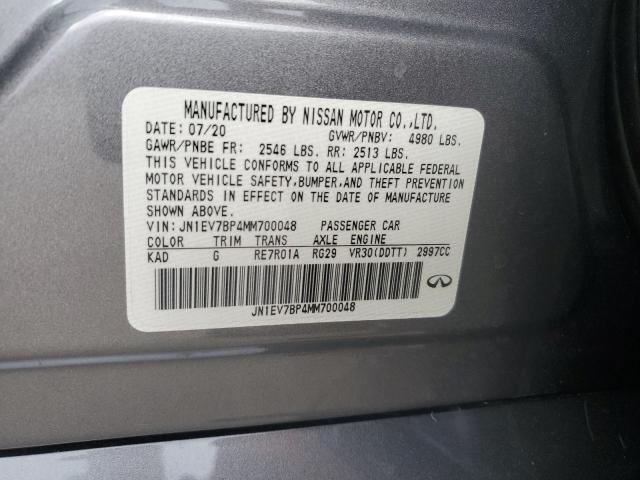 MANUFACTURED BY NISSAN MOTOR CO.,LTD.
DATE: 07/20 GVWR/PNBV: 4980 LBS.
GAWR/PNBE FR: 2546 LBS. RR: 2513 LBS.
THIS VEHICLE CONFORMS TO ALL APPLICABLE FEDERAL
MOTOR VEHICLE SAFETY, BUMPER, AND THEFT PREVENTION
STANDARDS IN EFFECT ON THE DATE OF MANUFACTURE
SHOWN ABOVE.
VIN: JN1EV7BP4MM700048 PASSENGER CAR
COLOR TRIM TRANS AXLE ENGINE
KAD G RE7R01A RG29 VR30(DDTT) 2997CC
JN1EV7BP4MM700048